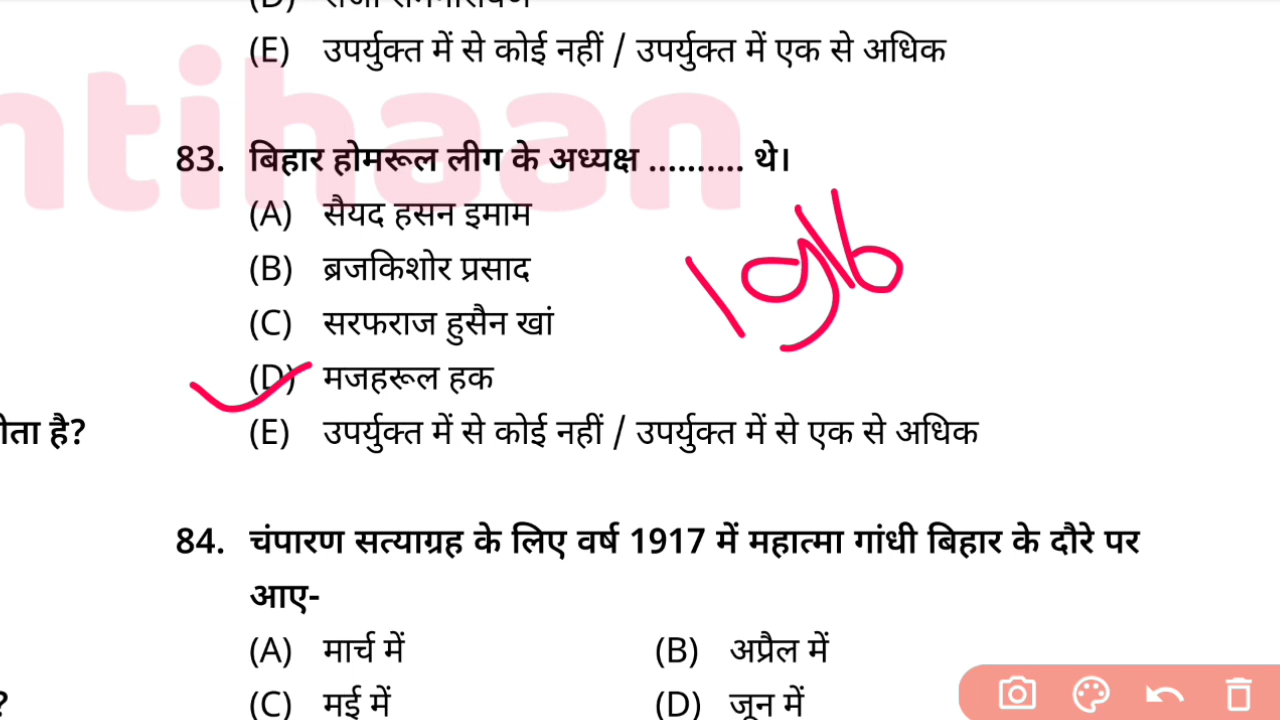 (E) उपर्युक्त में से कोई नहीं / उपर्युक्त में एक से अधिक
ntihaan
83. बिहार होमरूल लीग के अध्यक्ष .......... थे।
(A) सैयद हसन इमाम
(B) ब्रजकिशोर प्रसाद
1916
(C) सरफराज हुसैन खां
(D) मजहरूल हक
(E) उपर्युक्त में से कोई नहीं / उपर्युक्त में से एक से अधिक
है?
84. चंपारण सत्याग्रह के लिए वर्ष 1917 में महात्मा गांधी बिहार के दौरे पर
आए-
(A) मार्च में (B) अप्रैल में
(C) मई में (D) जून में